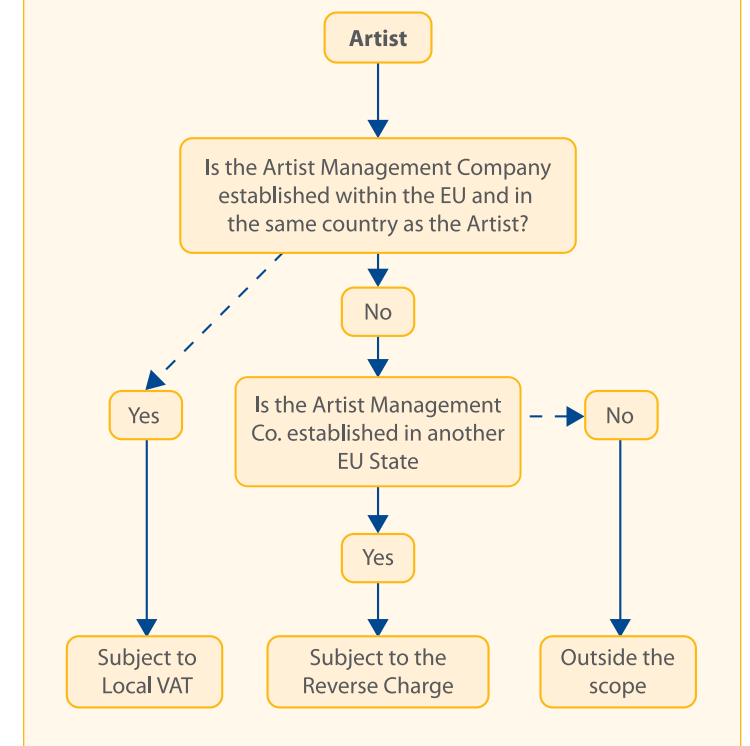 Artist
Is the Artist Management Company
established within the EU and in
the same country as the Artist?
No
Yes
Is the Artist Management
Co. established in another
EU State
No
Yes
Subject to
Local VAT
Subject to the
Reverse Charge
Outside the
scope